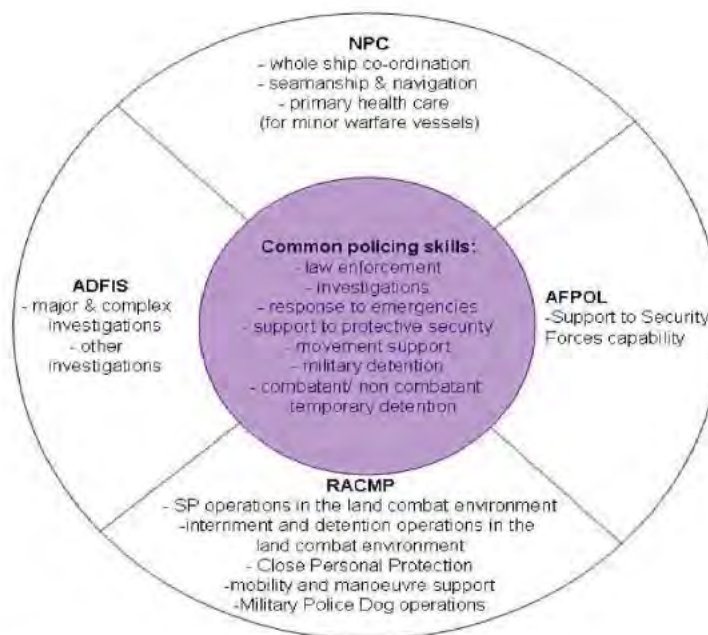 NPC
- whole ship co-ordination
- seamanship & navigation
- primary health care
(for minor warfare vessels)
Common policing skills:
- law enforcement
- investigations
- response to emergencies
- support to protective security
- movement support
- military detention
- combatant/ non combatant
temporary detention
ADFIS
- major & complex
investigations
- other
investigations
AFPOL
-Support to Security
Forces capability
RACMP
- SP operations in the land combat environment
-internment and detention operations in the
land combat environment
- Close Personal Protection
-mobility and manoeuvre support
-Military Police Dog operations